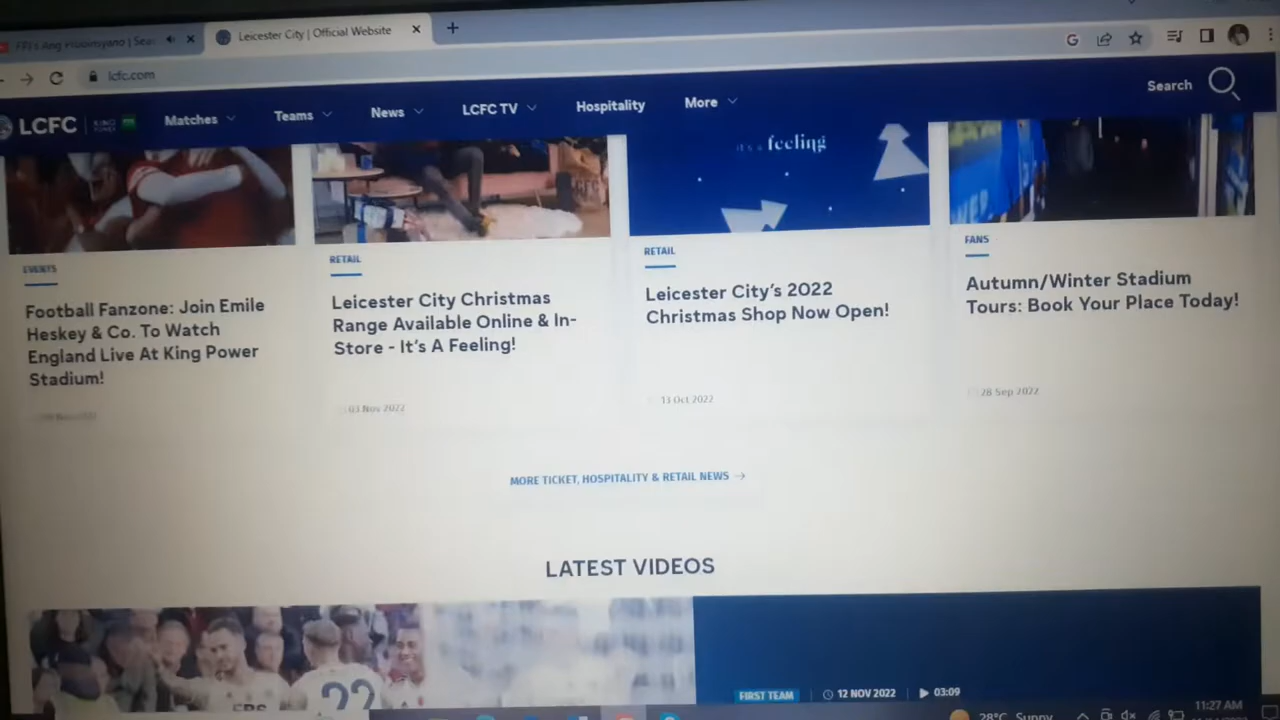 Leicester City | Official Website
lcfc.com
LCFC
Matches
Teams
News
LCFC TV
Hospitality
More
Search
it's a feeling
EVENTS
Football Fanzone: Join Emile
Heskey & Co. To Watch
England Live At King Power
Stadium!
RETAIL
Leicester City Christmas
Range Available Online & In-
Store - It's A Feeling!
03 Nov 2022
RETAIL
Leicester City's 2022
Christmas Shop Now Open!
13 Oct 2022
FANS
Autumn/Winter Stadium
Tours: Book Your Place Today!
28 Sep 2022
MORE TICKET, HOSPITALITY & RETAIL NEWS
LATEST VIDEOS
22
FBS
FIRST TEAM
12 NOV 2022
03:09
28°C Sunny
11:27 AM